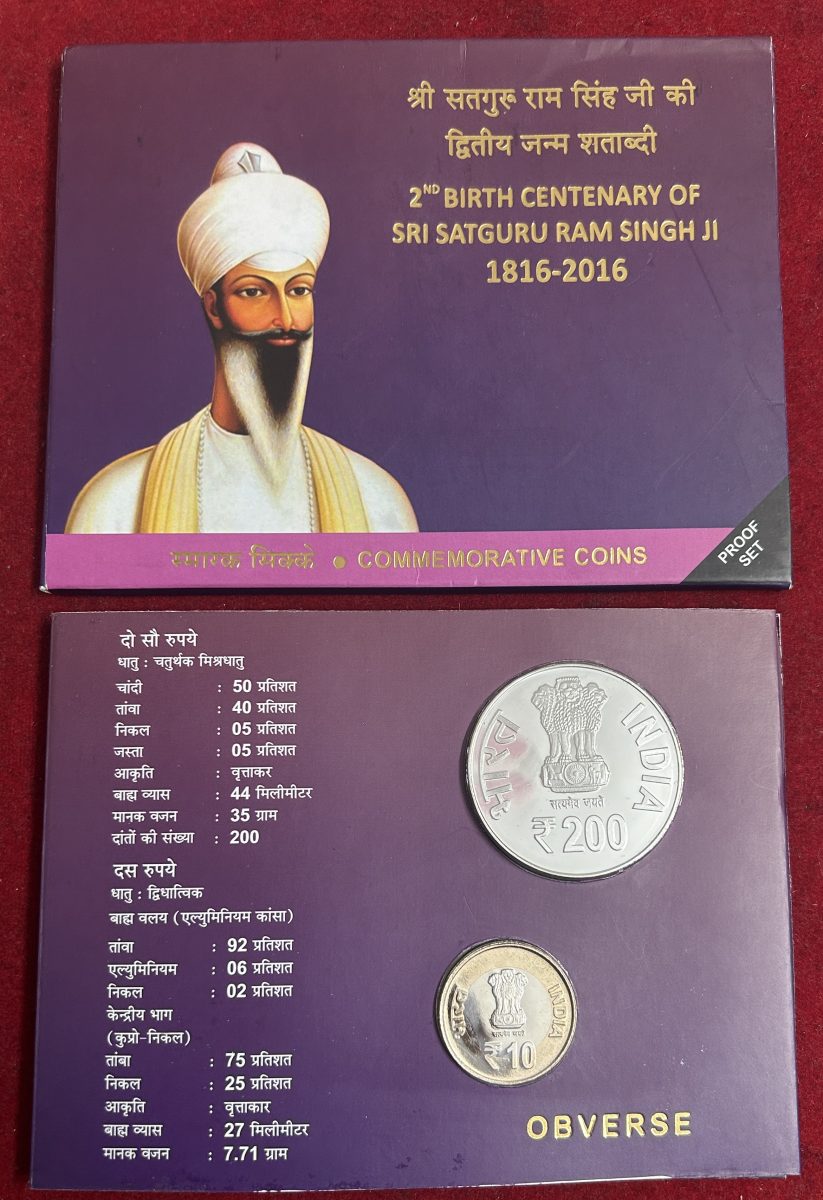 श्री सतगुरू राम सिंह जी की
द्वितीय जन्म शताब्दी
2ND BIRTH CENTENARY OF
SRI SATGURU RAM SINGH JI
1816-2016
स्मारक सिक्के • COMMEMORATIVE COINS
PROOF
SET
दो सौ रुपये
धातु : चतुर्थक मिश्रधातु
चांदी : 50 प्रतिशत
तांवा : 40 प्रतिशत
निकल : 05 प्रतिशत
जस्ता : 05 प्रतिशत
आकृति : वृत्ताकर
बाह्य व्यास : 44 मिलीमीटर
मानक वजन : 35 ग्राम
दांतों की संख्या : 200
भारत INDIA
सत्यमेव जयते
₹ 200
दस रुपये
धातु : द्विधात्विक
बाह्य वलय (एल्युमिनियम कांसा)
तांवा : 92 प्रतिशत
एल्युमिनियम : 06 प्रतिशत
निकल : 02 प्रतिशत
केन्द्रीय भाग
(कुप्रो-निकल)
तांबा : 75 प्रतिशत
निकल : 25 प्रतिशत
आकृति : वृत्ताकार
बाह्य व्यास : 27 मिलीमीटर
मानक वजन : 7.71 ग्राम
भारत INDIA
सत्यमेव जयते
₹ 10
OBVERSE